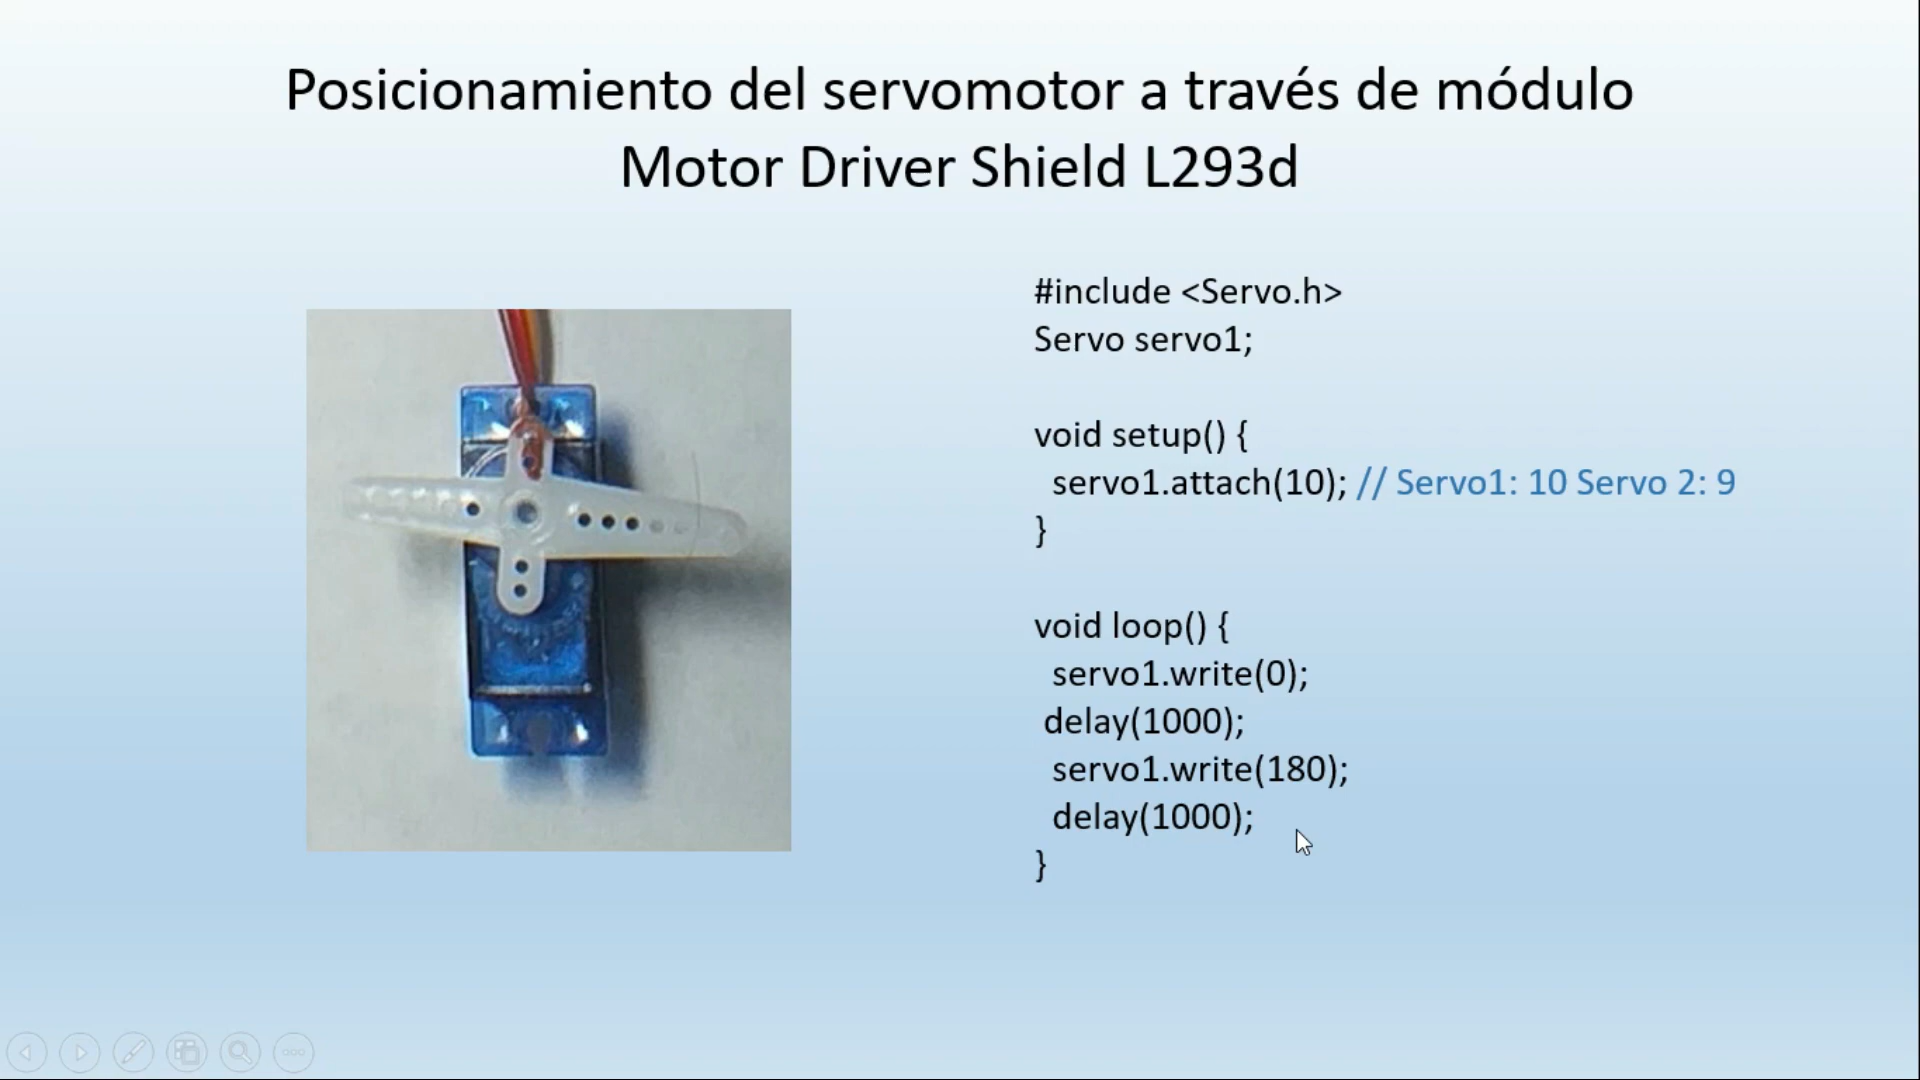 Posicionamiento del servomotor a través de módulo
Motor Driver Shield L293d
#include <Servo.h>
Servo servo1;
void setup() {
servo1.attach(10); // Servo1: 10 Servo 2: 9
}
void loop() {
servo1.write(0);
delay(1000);
servo1.write(180);
delay(1000);
}